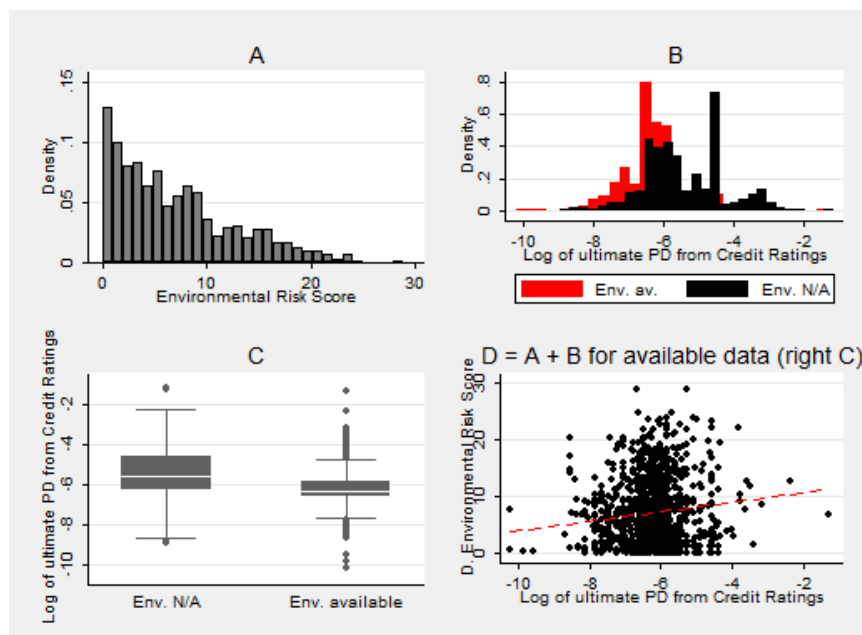 A
Density
0 .05 .1 .15
0 10 20 30
Environmental Risk Score
B
Density
0 .2 .4 .6 .8
-10 -8 -6 -4 -2
Log of ultimate PD from Credit Ratings
Env. av. Env. N/A
C
Log of ultimate PD from Credit Ratings
-10 -8 -6 -4 -2
Env. N/A Env. available
D = A + B for available data (right C)
D. Environmental Risk Score
0 10 20 30
-10 -8 -6 -4 -2
Log of ultimate PD from Credit Ratings